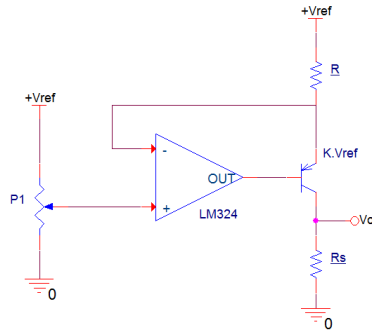 +Vref
R
+Vref
K.Vref
-
OUT
P1
+
LM324
Vo
Rs
0
0